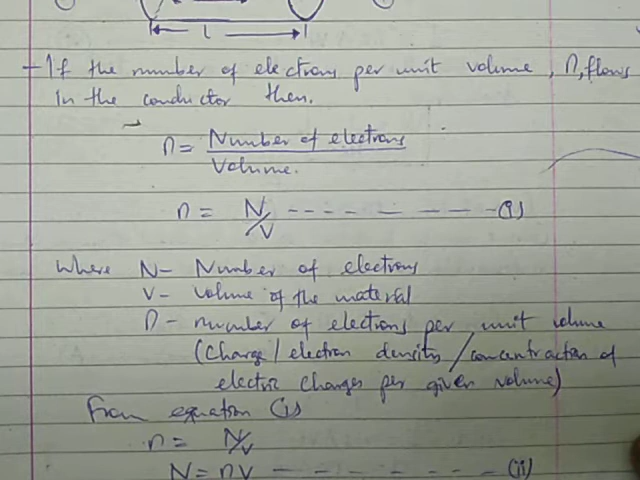 L
- If the number of electrons per unit volume, n, flows
in the conductor then.
n = Number of electrons
Volume.
n = N/V ---- - - - - - (i)
Where N - Number of electrons
V - Volume of the material
n - number of electrons per unit volume
(Charge/electron density/concentration of
electric charges per given volume)
From equation (i)
n = N/V
N = nV --- - - - - - - (ii)